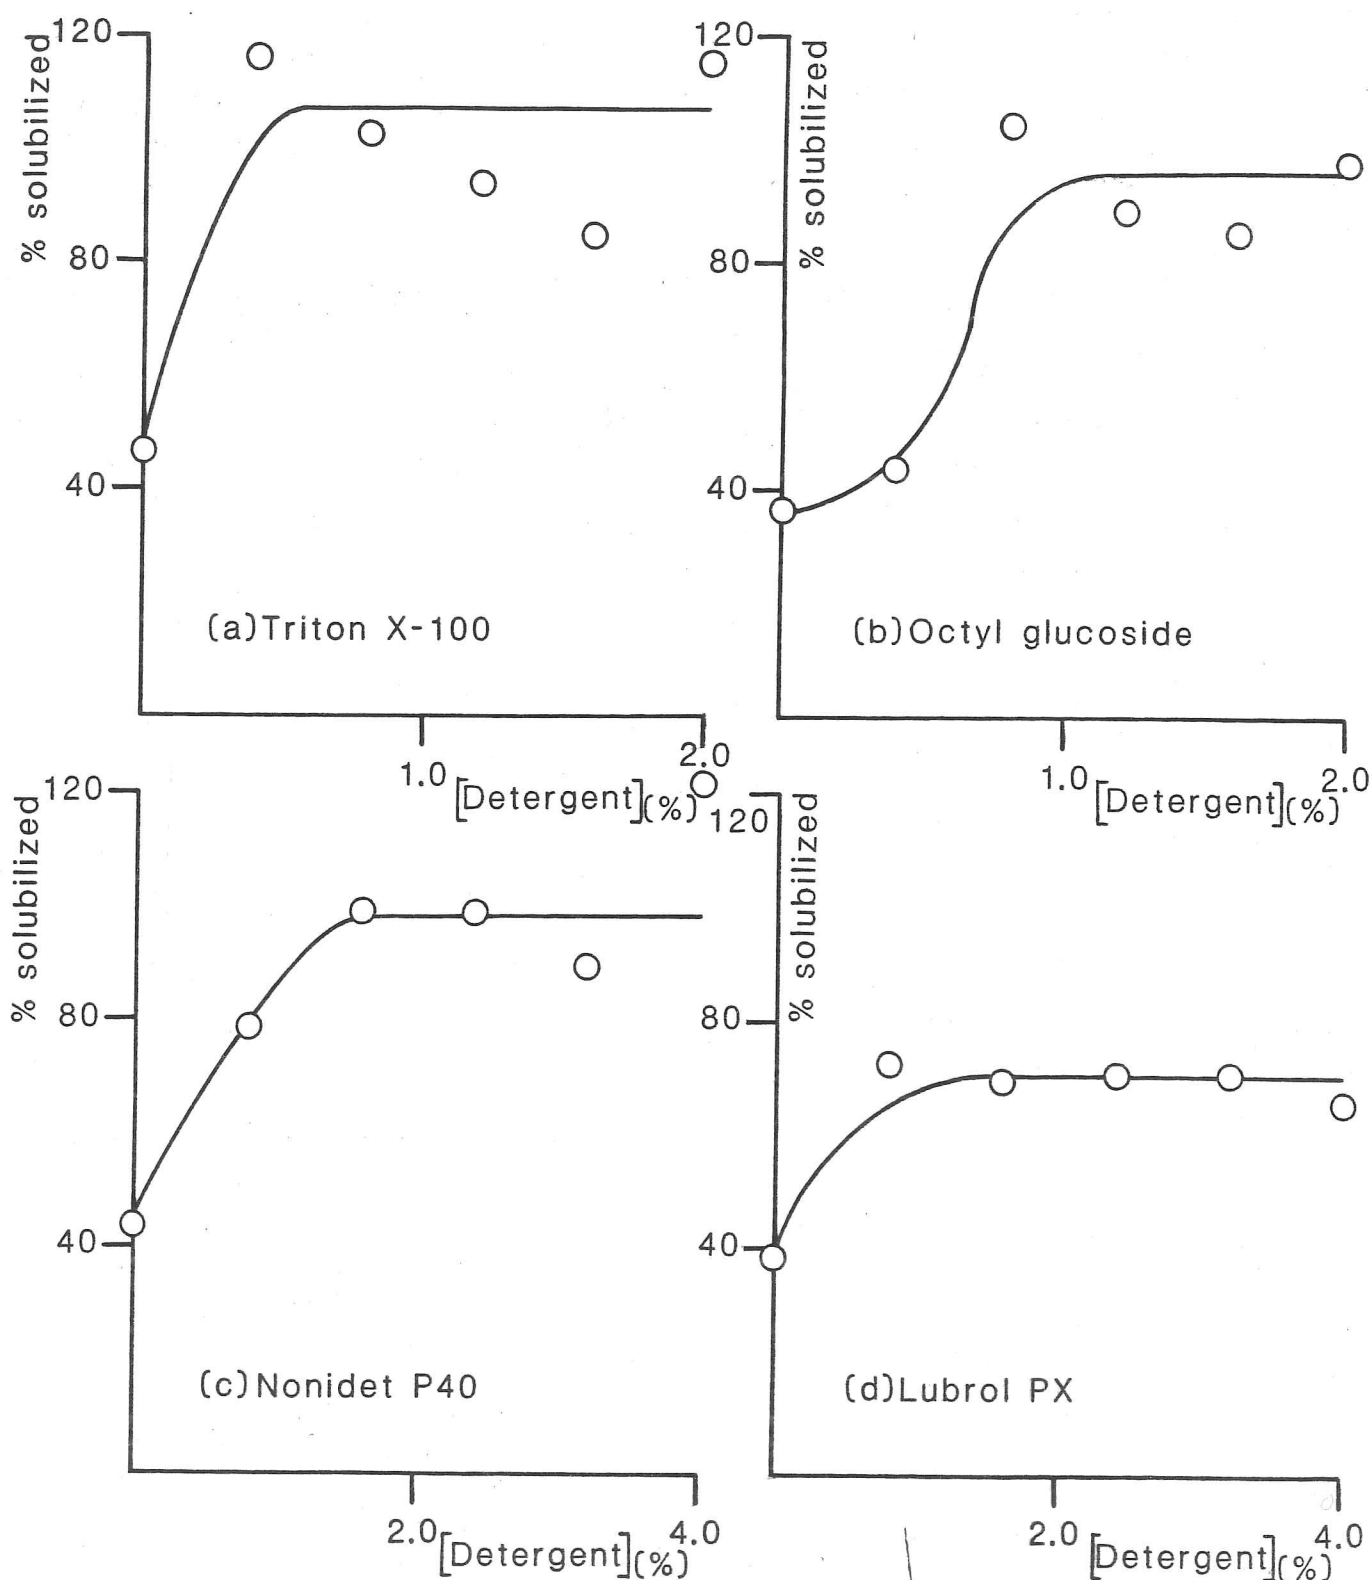 120
% solubilized
80
40
(a)Triton X-100
1.0
2.0
[Detergent](%)
120
% solubilized
80
40
(b)Octyl glucoside
1.0
2.0
[Detergent](%)
120
% solubilized
80
40
(c)Nonidet P40
2.0
4.0
[Detergent](%)
120
% solubilized
80
40
(d)Lubrol PX
2.0
4.0
[Detergent](%)